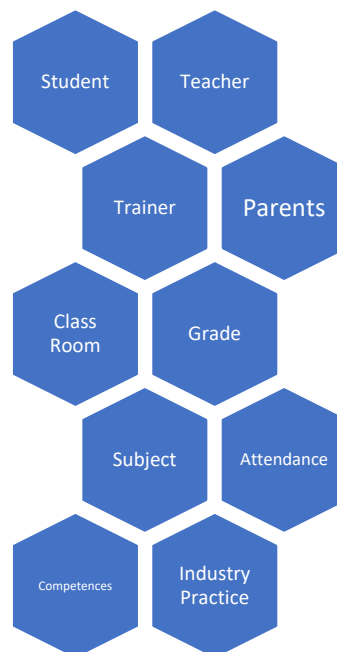 Student
Teacher
Trainer
Parents
Class
Room
Grade
Subject
Attendance
Competences
Industry
Practice